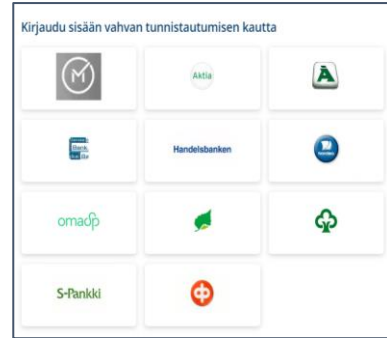 Kirjaudu sisään vahvan tunnistautumisen kautta
Aktia
Handelsbanken
omasp
S-Pankki